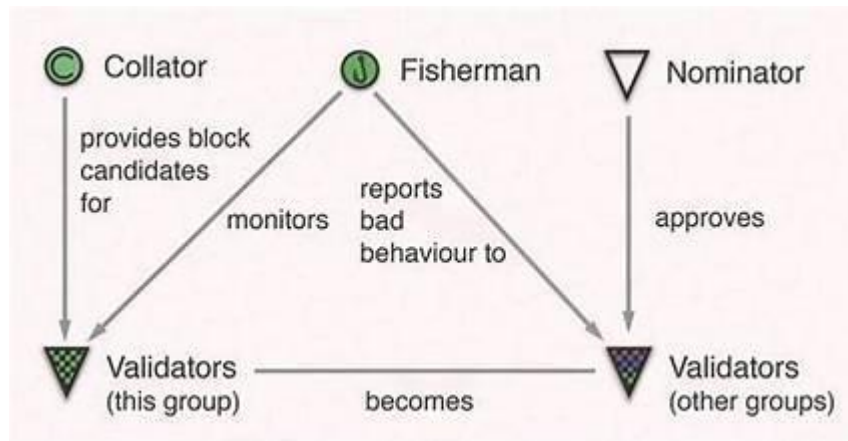 Collator
Fisherman
Nominator
provides block
candidates
for
monitors
reports
bad
behaviour to
approves
Validators
(this group)
becomes
Validators
(other groups)